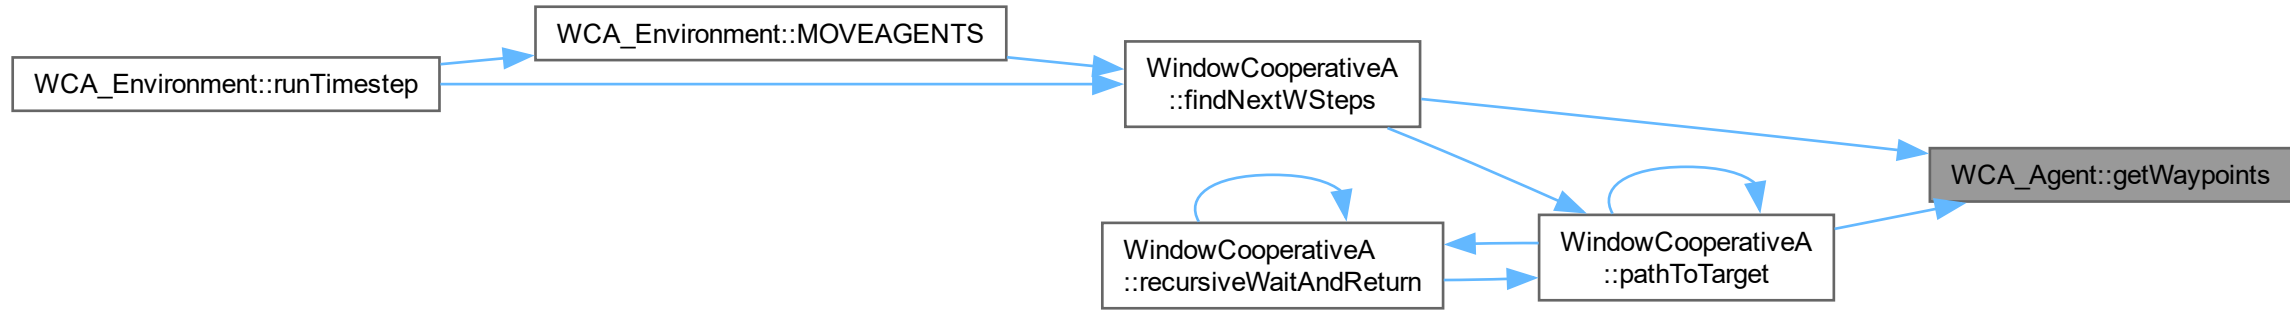 WCA_Environment::MOVEAGENTS
WCA_Environment::runTimestep
WindowCooperativeA
::findNextWSteps
WCA_Agent::getWaypoints
WindowCooperativeA
::recursiveWaitAndReturn
WindowCooperativeA
::pathToTarget